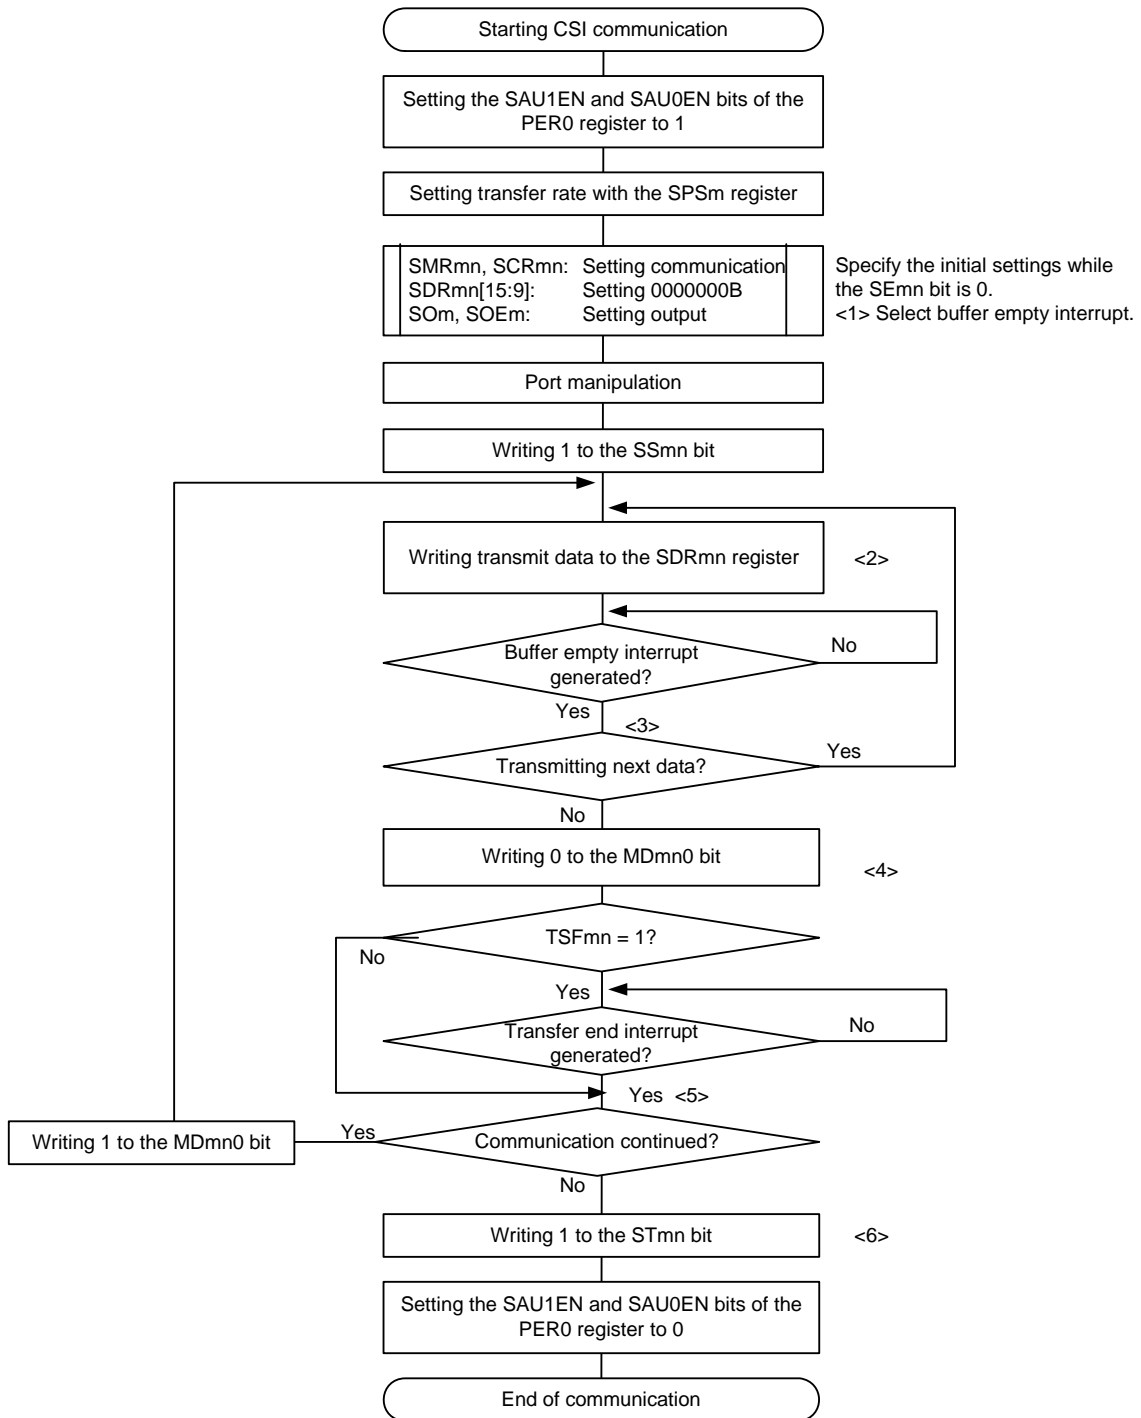 Starting CSI communication
Setting the SAU1EN and SAU0EN bits of the
PER0 register to 1
Setting transfer rate with the SPSm register
SMRmn, SCRmn: Setting communication
SDRmn[15:9]: Setting 0000000B
SOm, SOEm: Setting output
Specify the initial settings while
the SEmn bit is 0.
<1> Select buffer empty interrupt.
Port manipulation
Writing 1 to the SSmn bit
Writing transmit data to the SDRmn register
<2>
Buffer empty interrupt
generated?
No
Yes
<3>
Transmitting next data?
Yes
No
Writing 0 to the MDmn0 bit
<4>
TSFmn = 1?
No
Yes
Transfer end interrupt
generated?
No
Yes <5>
Writing 1 to the MDmn0 bit
Yes
Communication continued?
No
Writing 1 to the STmn bit
<6>
Setting the SAU1EN and SAU0EN bits of the
PER0 register to 0
End of communication